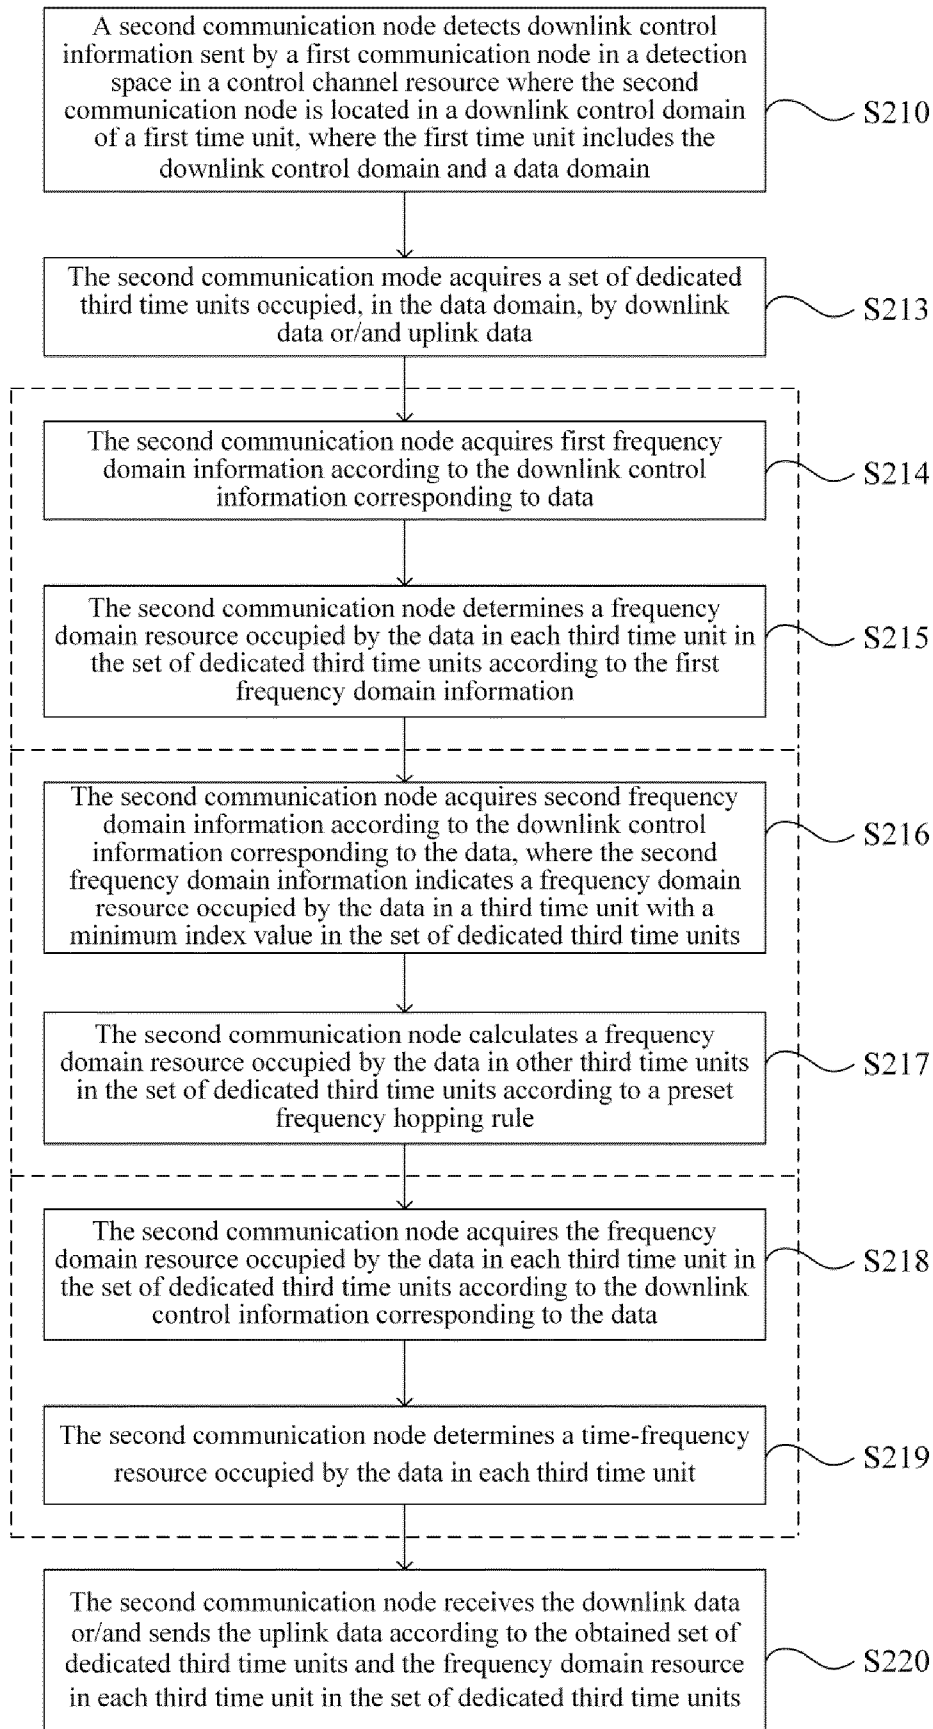 A second communication node detects downlink control
information sent by a first communication node in a detection
space in a control channel resource where the second
communication node is located in a downlink control domain
of a first time unit, where the first time unit includes the
downlink control domain and a data domain
S210
The second communication mode acquires a set of dedicated
third time units occupied, in the data domain, by downlink
data or/and uplink data
S213
The second communication node acquires first frequency
domain information according to the downlink control
information corresponding to data
S214
The second communication node determines a frequency
domain resource occupied by the data in each third time unit in
the set of dedicated third time units according to the first
frequency domain information
S215
The second communication node acquires second frequency
domain information according to the downlink control
information corresponding to the data, where the second
frequency domain information indicates a frequency domain
resource occupied by the data in a third time unit with a
minimum index value in the set of dedicated third time units
S216
The second communication node calculates a frequency
domain resource occupied by the data in other third time units
in the set of dedicated third time units according to a preset
frequency hopping rule
S217
The second communication node acquires the frequency
domain resource occupied by the data in each third time unit in
the set of dedicated third time units according to the downlink
control information corresponding to the data
S218
The second communication node determines a time-frequency
resource occupied by the data in each third time unit
S219
The second communication node receives the downlink data
or/and sends the uplink data according to the obtained set of
dedicated third time units and the frequency domain resource
in each third time unit in the set of dedicated third time units
S220